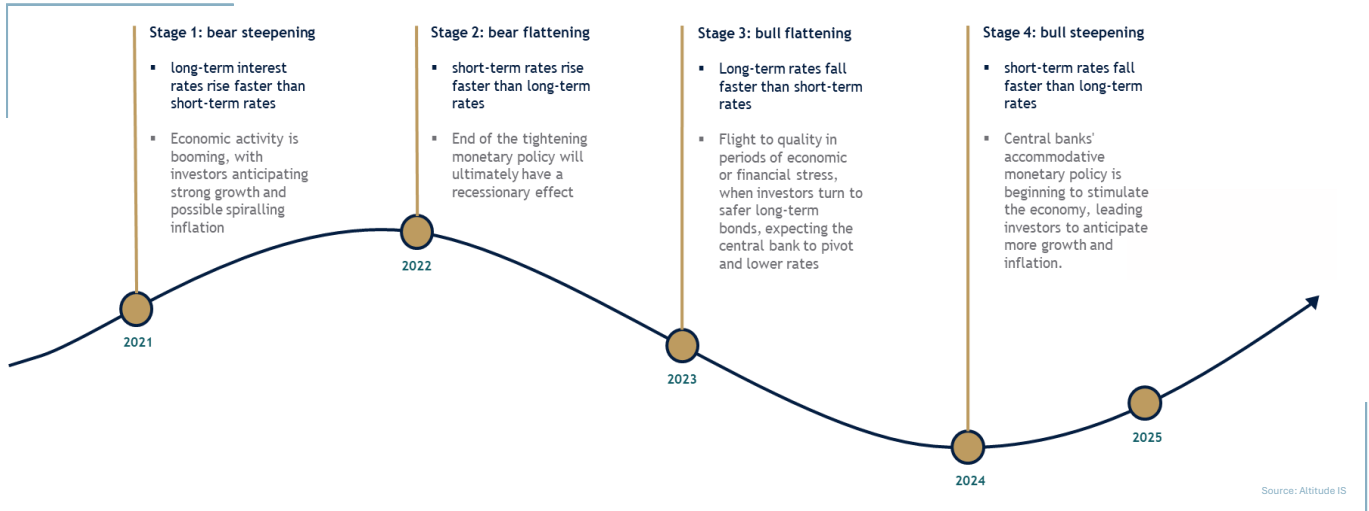 Stage 1: bear steepening
▪ long-term interest
rates rise faster than
short-term rates
▪ Economic activity is
booming, with
investors anticipating
strong growth and
possible spiralling
inflation
2021
Stage 2: bear flattening
▪ short-term rates rise
faster than long-term
rates
▪ End of the tightening
monetary policy will
ultimately have a
recessionary effect
2022
Stage 3: bull flattening
▪ Long-term rates fall
faster than short-term
rates
▪ Flight to quality in
periods of economic
or financial stress,
when investors turn to
safer long-term
bonds, expecting the
central bank to pivot
and lower rates
2023
Stage 4: bull steepening
▪ short-term rates fall
faster than long-term
rates
▪ Central banks'
accommodative
monetary policy is
beginning to stimulate
the economy, leading
investors to anticipate
more growth and
inflation.
2024
2025
Source: Altitude IS